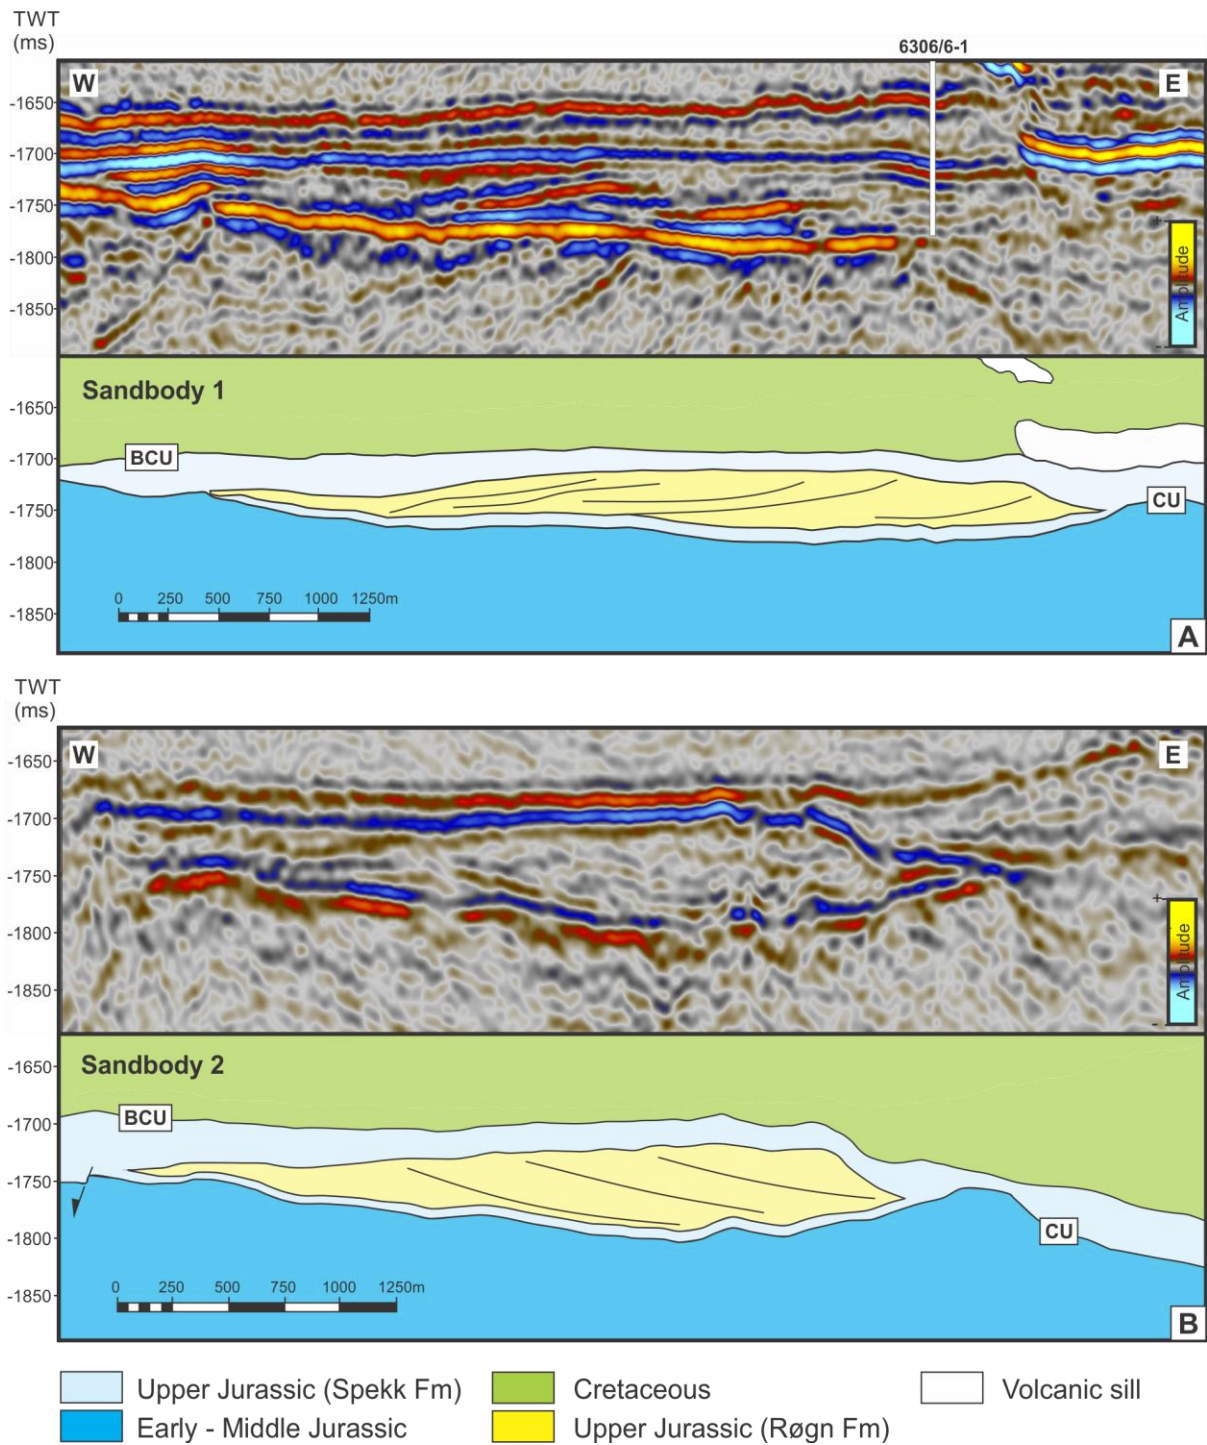 TWT
(ms)
6306/6-1
W
E
-1650
-1700
-1750
-1800
-1850
+
Amplitude
-
Sandbody 1
-1650
-1700
-1750
-1800
-1850
BCU
CU
0 250 500 750 1000 1250m
A
TWT
(ms)
W
E
-1650
-1700
-1750
-1800
-1850
+
Amplitude
-
Sandbody 2
-1650
-1700
-1750
-1800
-1850
BCU
CU
0 250 500 750 1000 1250m
B
Upper Jurassic (Spekk Fm)
Cretaceous
Volcanic sill
Early - Middle Jurassic
Upper Jurassic (Røgn Fm)